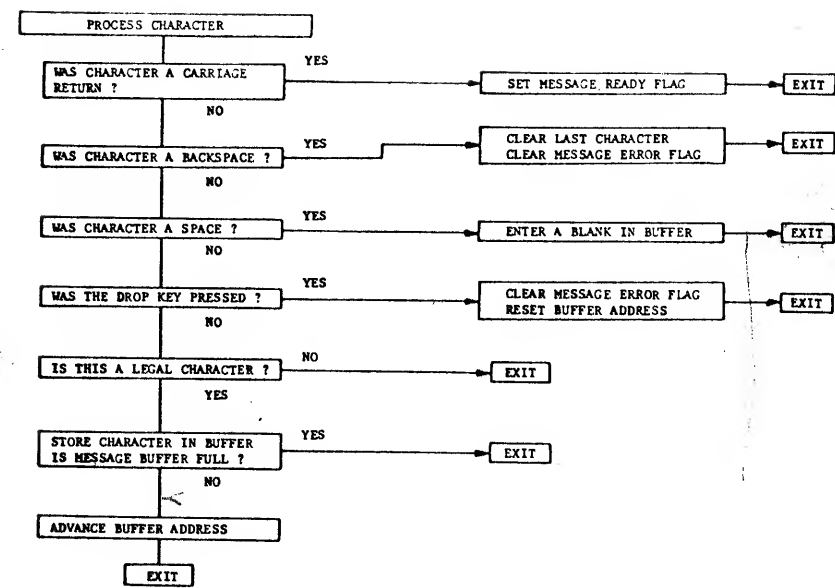 PROCESS CHARACTER
YES
WAS CHARACTER A CARRIAGE
RETURN ?
SET MESSAGE READY FLAG
EXIT
NO
YES
WAS CHARACTER A BACKSPACE ?
CLEAR LAST CHARACTER
CLEAR MESSAGE ERROR FLAG
EXIT
NO
YES
WAS CHARACTER A SPACE ?
ENTER A BLANK IN BUFFER
EXIT
NO
YES
WAS THE DROP KEY PRESSED ?
CLEAR MESSAGE ERROR FLAG
RESET BUFFER ADDRESS
EXIT
NO
NO
IS THIS A LEGAL CHARACTER ?
EXIT
YES
YES
STORE CHARACTER IN BUFFER
IS MESSAGE BUFFER FULL ?
EXIT
NO
ADVANCE BUFFER ADDRESS
EXIT